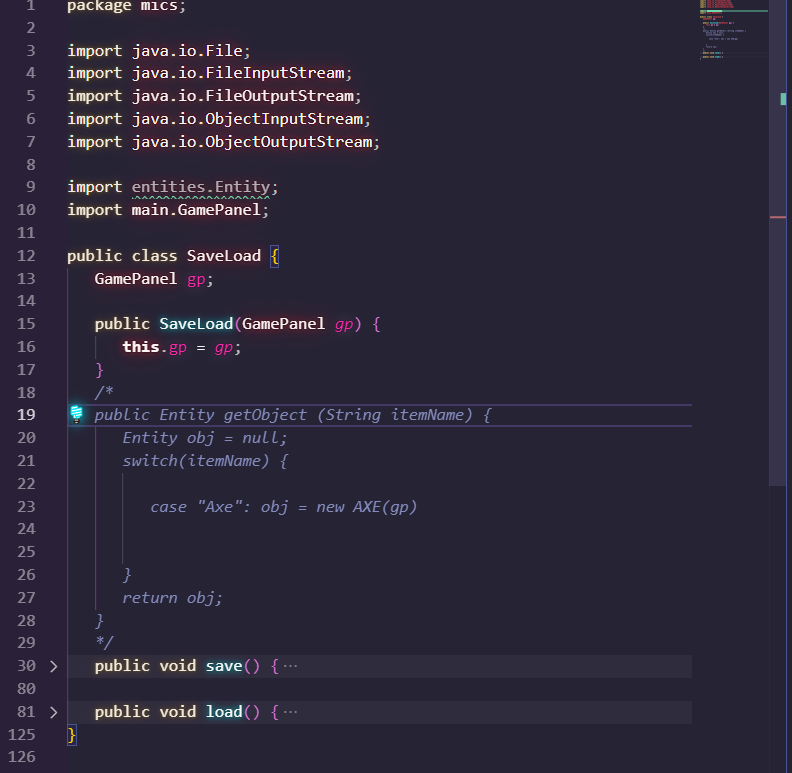 1 package mics;
2
3 import java.io.File;
4 import java.io.FileInputStream;
5 import java.io.FileOutputStream;
6 import java.io.ObjectInputStream;
7 import java.io.ObjectOutputStream;
8
9 import entities.Entity;
10 import main.GamePanel;
11
12 public class SaveLoad {
13 GamePanel gp;
14
15 public SaveLoad(GamePanel gp) {
16 this.gp = gp;
17 }
18 /*
19 public Entity getObject (String itemName) {
20 Entity obj = null;
21 switch(itemName) {
22
23 case "Axe": obj = new AXE(gp)
24
25
26 }
27 return obj;
28 }
29 */
30 public void save() { ···
80
81 public void load() { ···
125 }
126